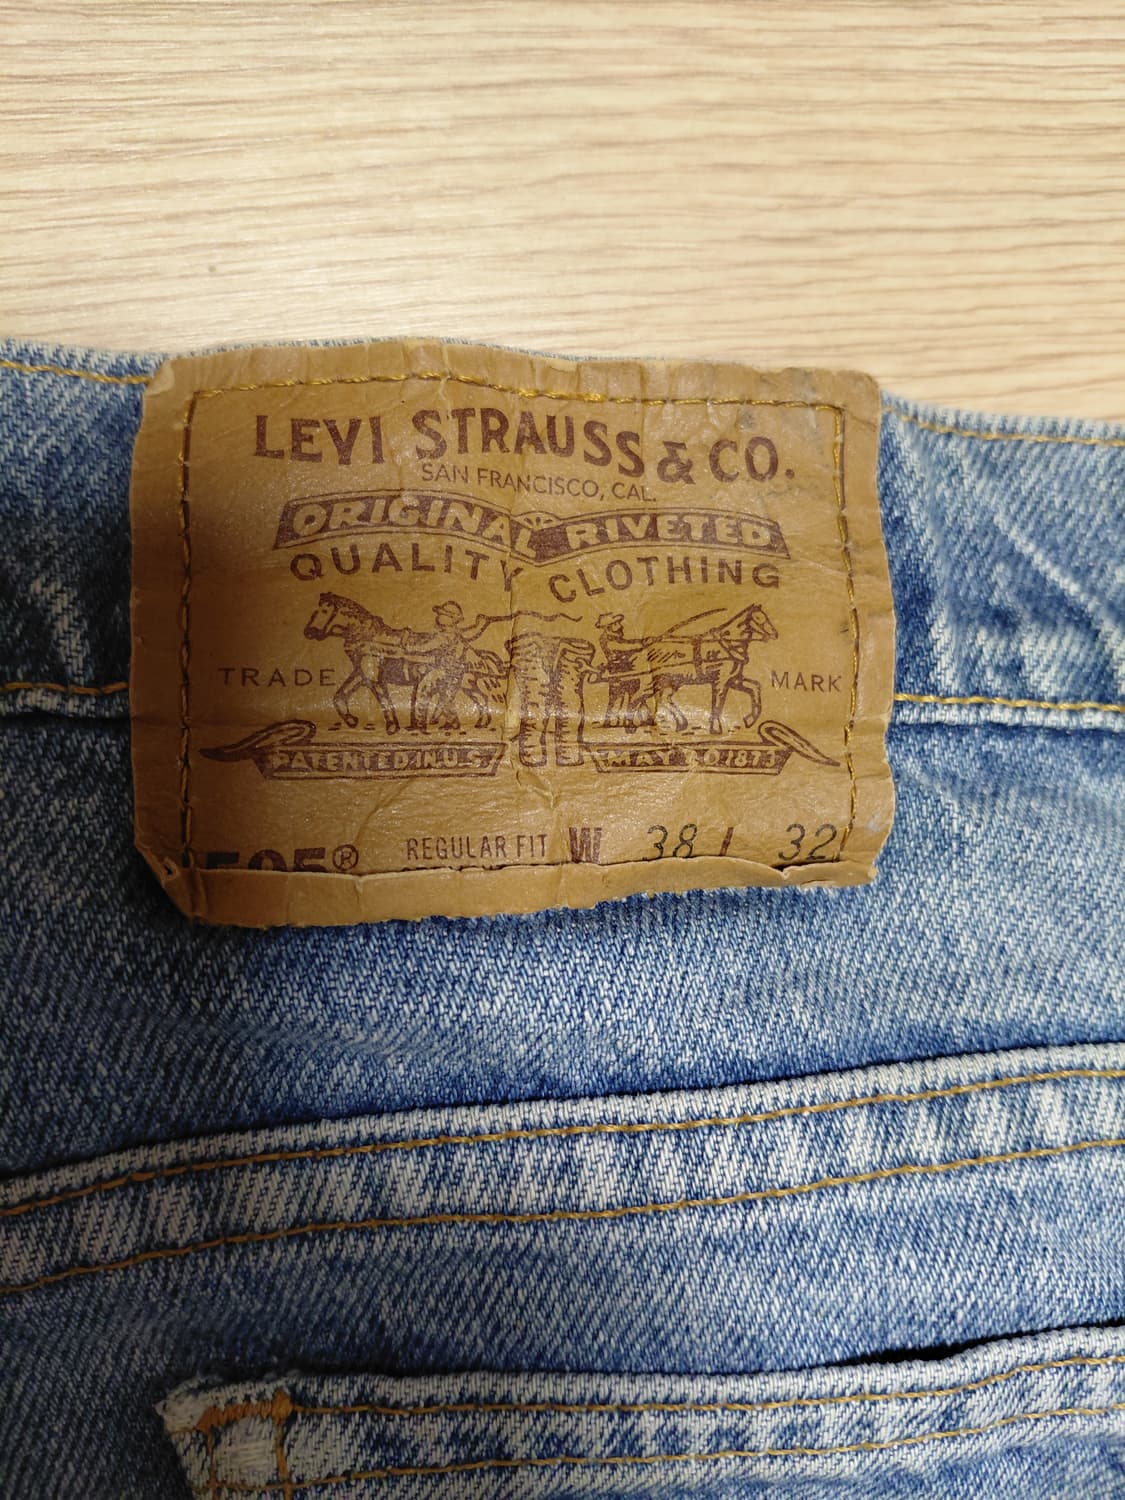 LEVI STRAUSS & CO.
SAN FRANCISCO, CAL.
ORIGINAL RIVETED
QUALITY CLOTHING
TRADE MARK
PATENTED IN U.S. MAY 20 1873
505® REGULAR FIT W 38 L 32